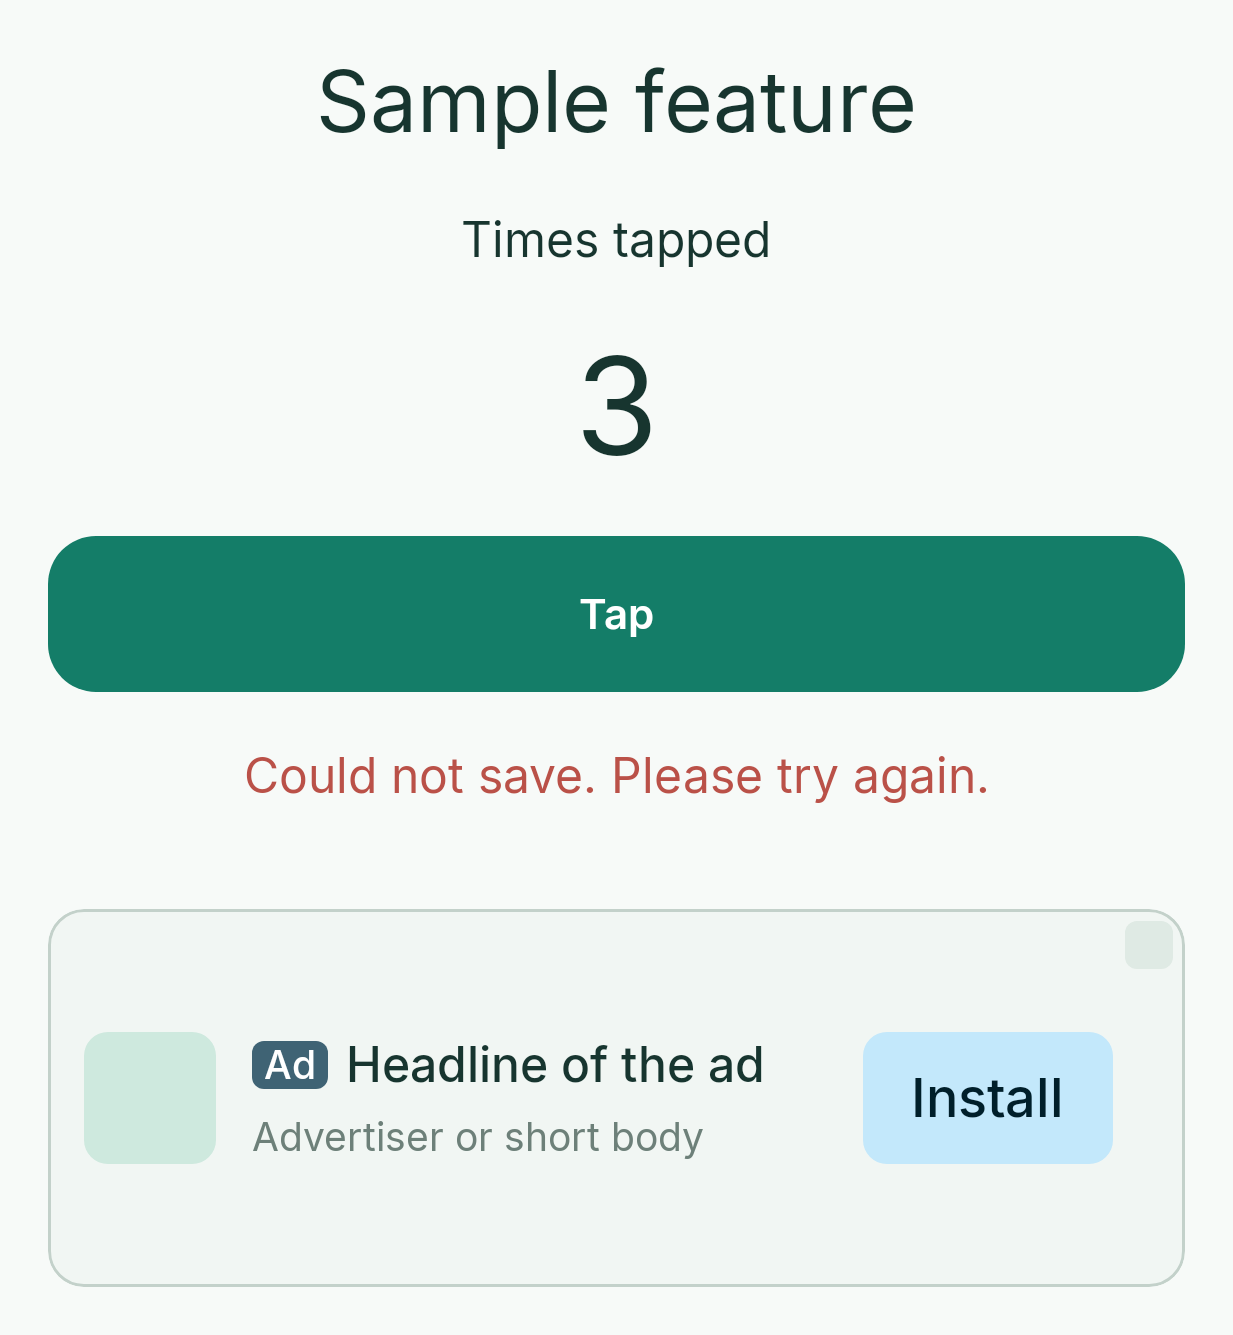 Sample feature
Times tapped
3
Tap
Could not save. Please try again.
Ad Headline of the ad
Advertiser or short body
Install